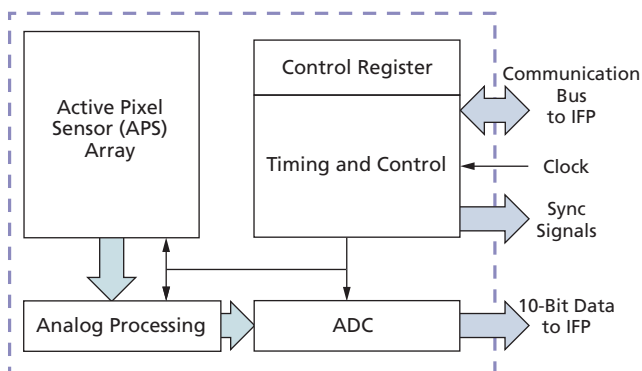 Active Pixel
Sensor (APS)
Array
Control Register
Timing and Control
Communication
Bus
to IFP
Clock
Sync
Signals
Analog Processing
ADC
10-Bit Data
to IFP